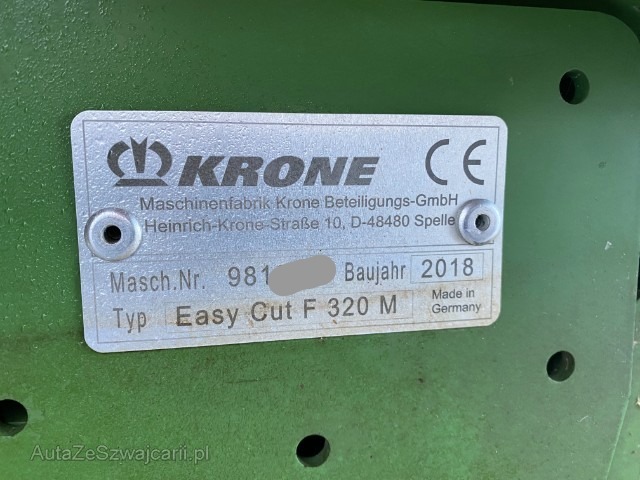 KRONE CE
Maschinenfabrik Krone Beteiligungs-GmbH
Heinrich-Krone-Straße 10, D-48480 Spelle
Masch.Nr. 981 Baujahr 2018
Typ Easy Cut F 320 M Made in Germany
AutaZeSzwajcarii.pl